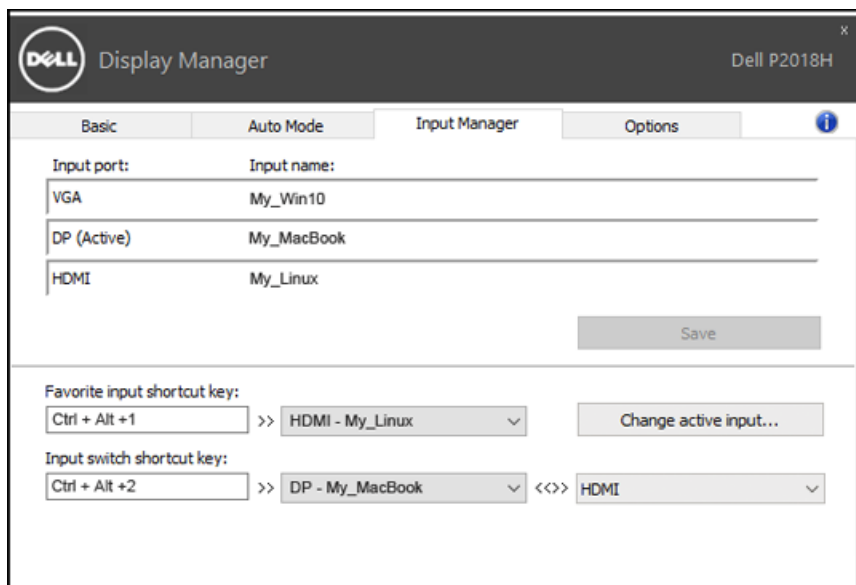 x
DELL Display Manager Dell P2018H
Basic Auto Mode Input Manager Options i
Input port: Input name:
VGA My_Win10
DP (Active) My_MacBook
HDMI My_Linux
Save
Favorite input shortcut key:
Ctrl + Alt +1 >> HDMI - My_Linux Change active input...
Input switch shortcut key:
Ctrl + Alt +2 >> DP - My_MacBook <<>> HDMI